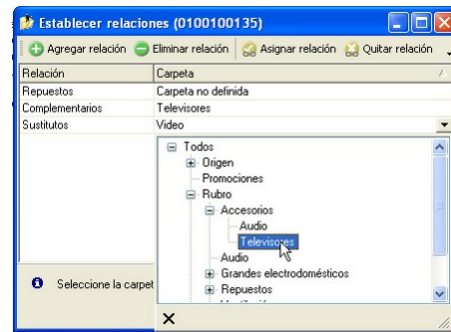 Establecer relaciones (0100100135)
Agregar relación Eliminar relación Asignar relación Quitar relación
Relación Carpeta
Repuestos Carpeta no definida
Complementarios Televisores
Sustitutos Video
Todos
Origen
Promociones
Rubro
Accesorios
Audio
Televisores
Audio
Grandes electrodomésticos
Seleccione la carpet
Repuestos